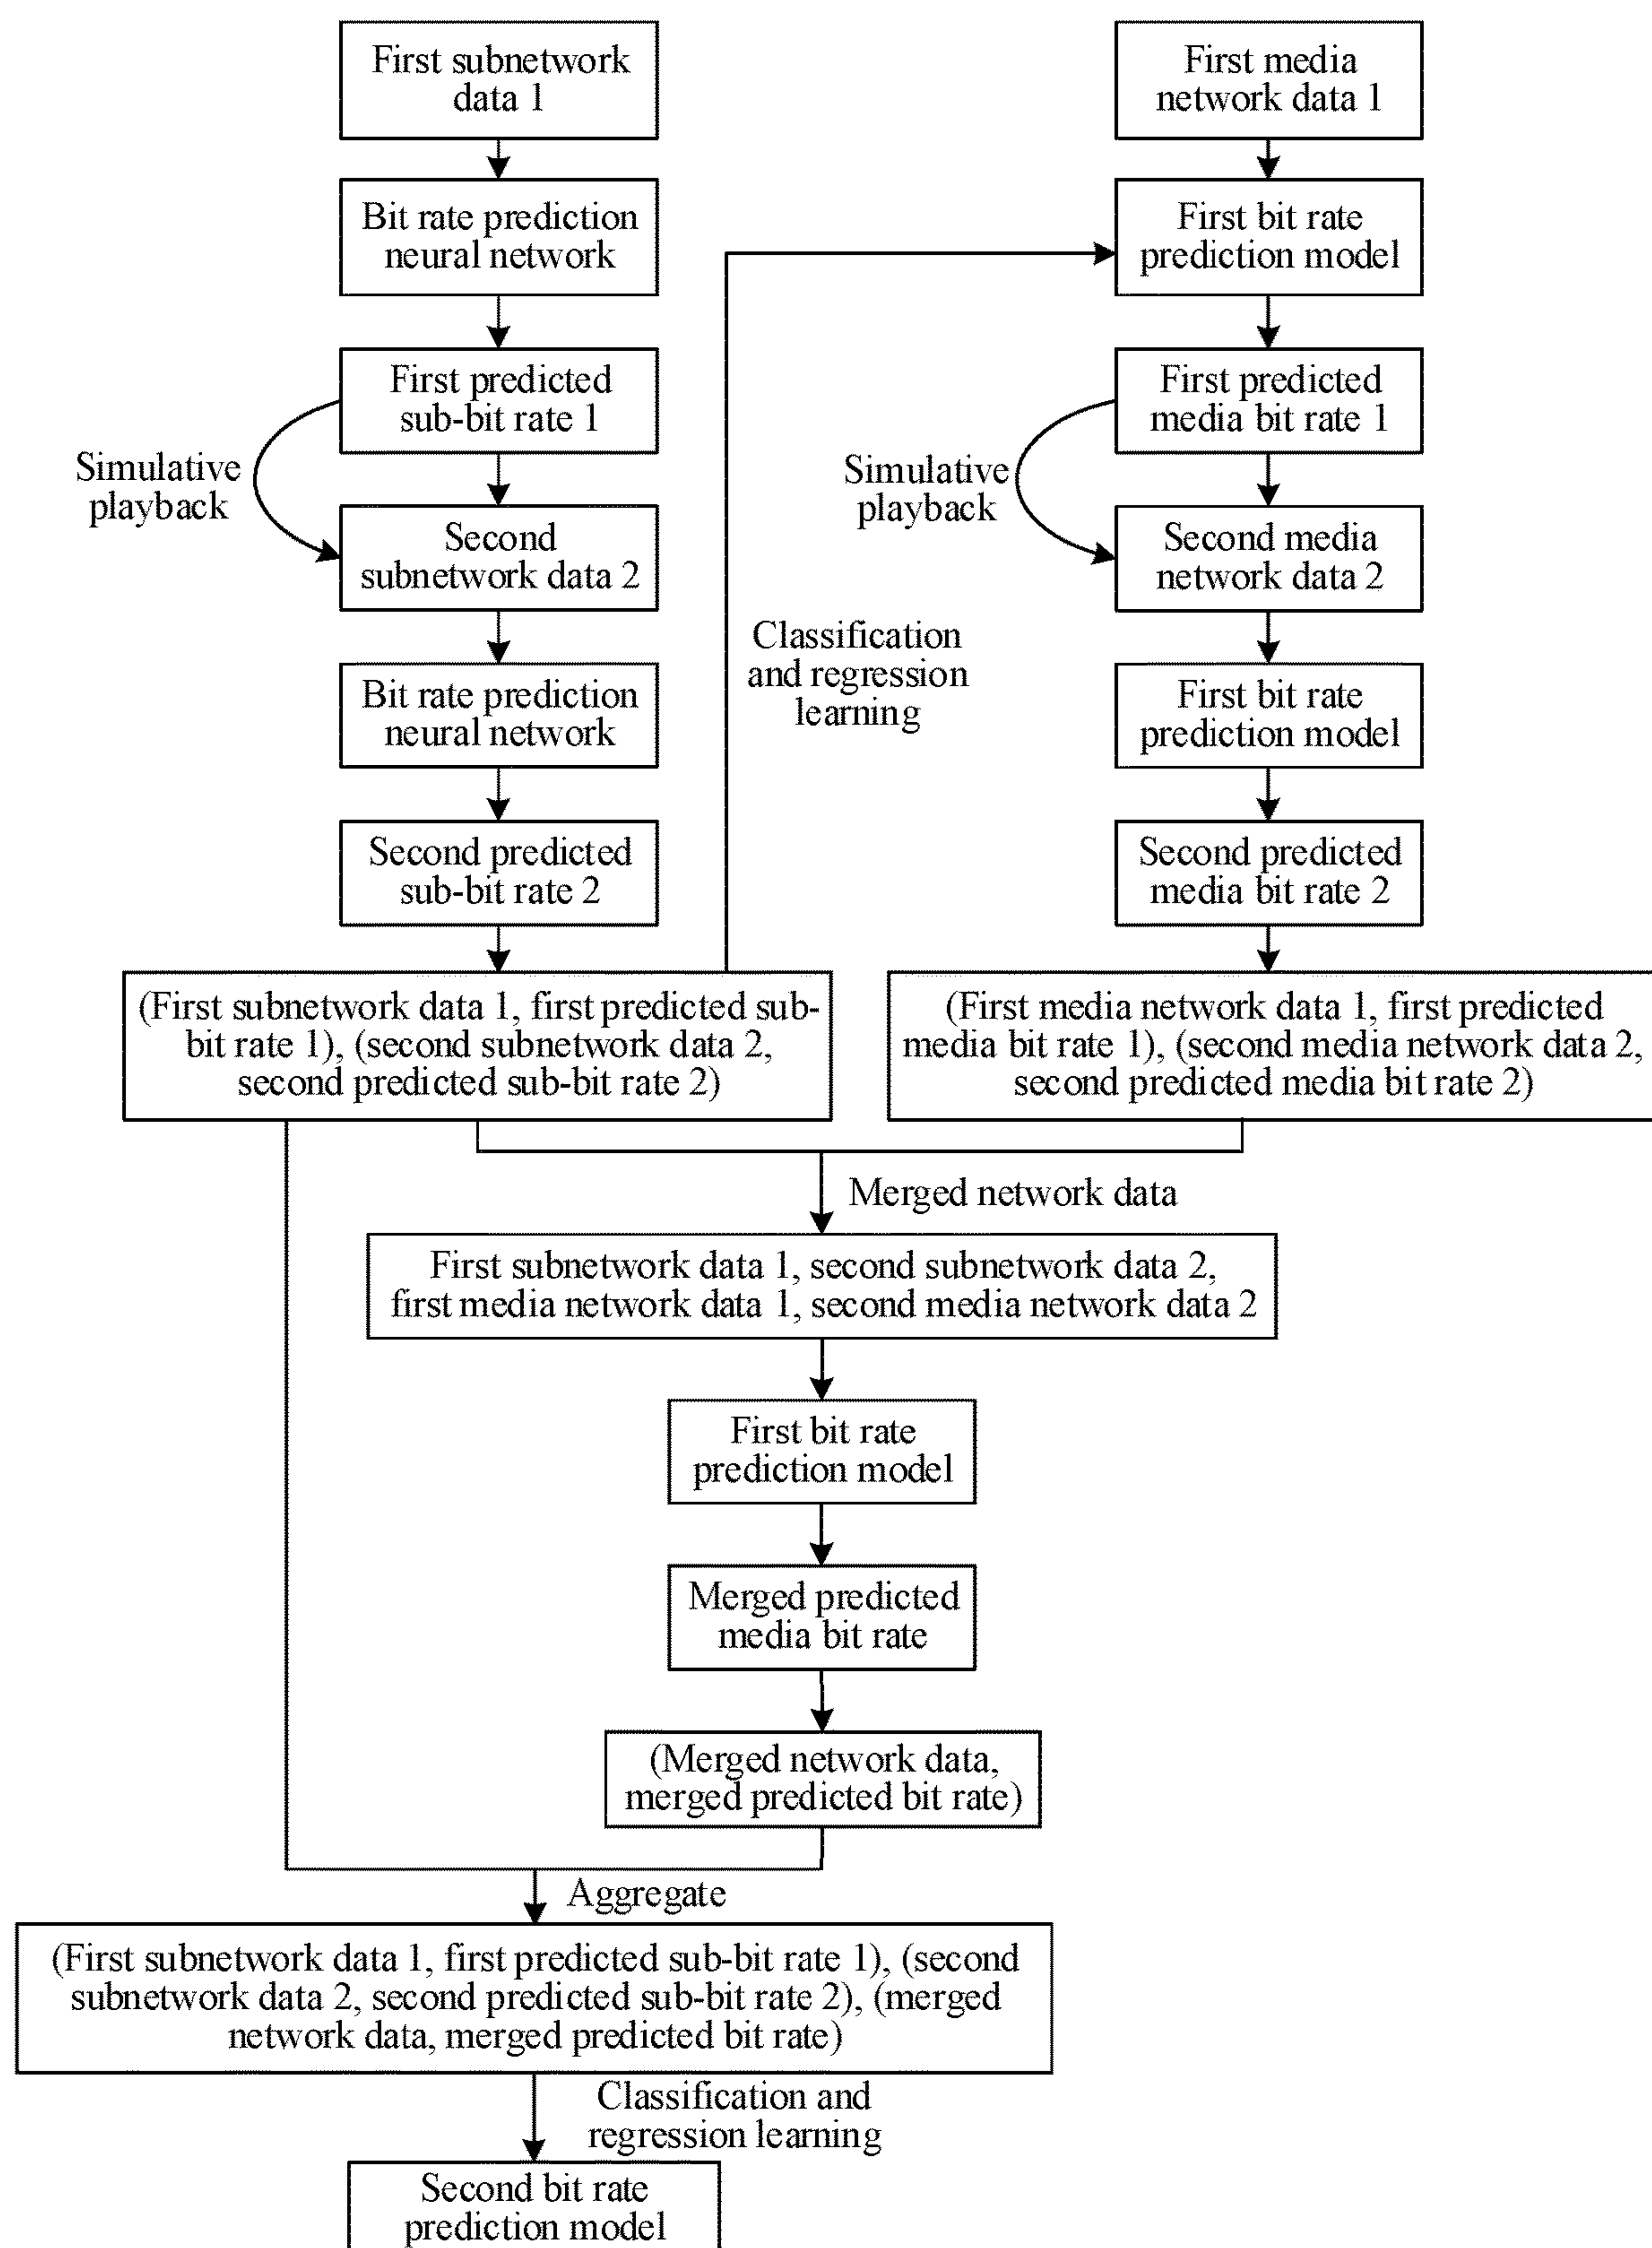 First subnetwork
data 1
Bit rate prediction
neural network
First predicted
sub-bit rate 1
Simulative
playback
Second
subnetwork data 2
Bit rate prediction
neural network
Second predicted
sub-bit rate 2
(First subnetwork data 1, first predicted sub-
bit rate 1), (second subnetwork data 2,
second predicted sub-bit rate 2)
Classification
and regression
learning
First media
network data 1
First bit rate
prediction model
First predicted
media bit rate 1
Simulative
playback
Second media
network data 2
First bit rate
prediction model
Second predicted
media bit rate 2
(First media network data 1, first predicted
media bit rate 1), (second media network data 2,
second predicted media bit rate 2)
Merged network data
First subnetwork data 1, second subnetwork data 2,
first media network data 1, second media network data 2
First bit rate
prediction model
Merged predicted
media bit rate
(Merged network data,
merged predicted bit rate)
Aggregate
(First subnetwork data 1, first predicted sub-bit rate 1), (second
subnetwork data 2, second predicted sub-bit rate 2), (merged
network data, merged predicted bit rate)
Classification and
regression learning
Second bit rate
prediction model